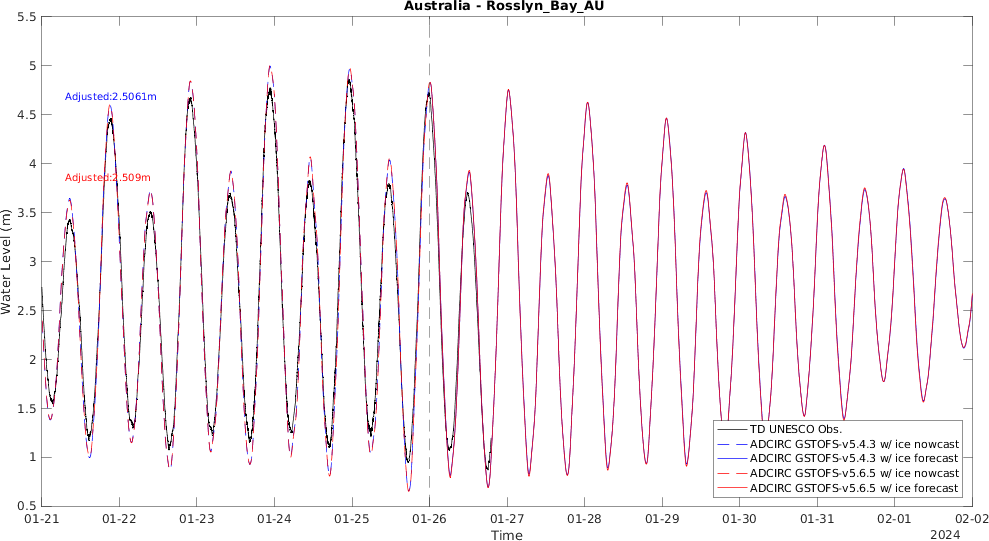 Australia - Rosslyn_Bay_AU
5.5
5
4.5
4
3.5
3
2.5
2
1.5
1
0.5
Water Level (m)
Adjusted:2.5061m
Adjusted:2.509m
TD UNESCO Obs.
ADCIRC GSTOFS-v5.4.3 w/ ice nowcast
ADCIRC GSTOFS-v5.4.3 w/ ice forecast
ADCIRC GSTOFS-v5.6.5 w/ ice nowcast
ADCIRC GSTOFS-v5.6.5 w/ ice forecast
01-21 01-22 01-23 01-24 01-25 01-26 01-27 01-28 01-29 01-30 01-31 02-01 02-02
Time
2024